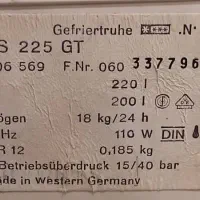 Gefriertruhe **** .N
S 225 GT
06 569 F.Nr. 060 337796
220 l
200 l
ögen 18 kg/24 h
Hz 110 W DIN
R 12 0,185 kg
Betriebsüberdruck 15/40 bar
ade in Western Germany